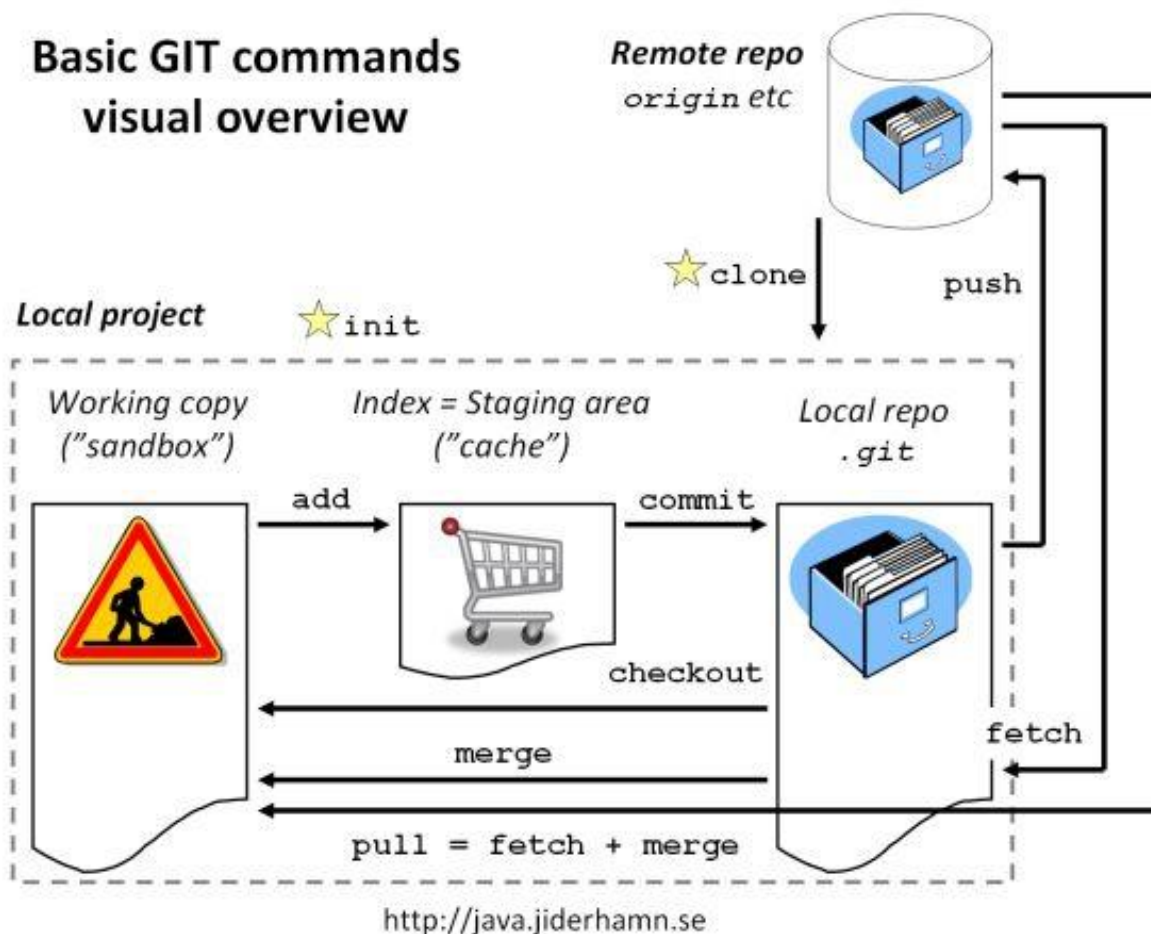 Basic GIT commands
visual overview
Remote repo
origin etc
clone
push
Local project
init
Working copy
("sandbox")
Index = Staging area
("cache")
Local repo
.git
add
commit
checkout
fetch
merge
pull = fetch + merge
http://java.jiderhamn.se